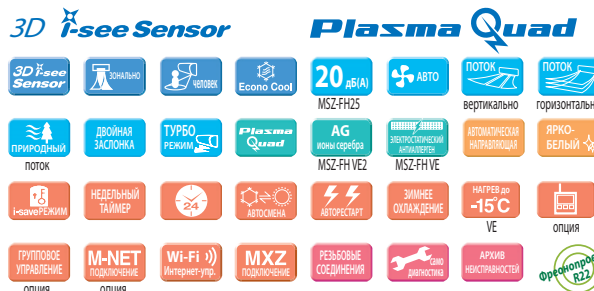 3D i-see Sensor
Plasma Quad
3D i-see
Sensor
ЗОНАЛЬНО
ЧЕЛОВЕК
Econo Cool
20 дБ(А)
MSZ-FH25
АВТО
ПОТОК
вертикально
ПОТОК
горизонтальн
ПРИРОДНЫЙ
поток
ДВОЙНАЯ
ЗАСЛОНКА
ТУРБО
РЕЖИМ
Plasma
Quad
AG
ионы серебра
MSZ-FH VE2
ЭЛЕКТРОСТАТИЧЕСКИЙ
АНТИАЛЛЕРГЕН
MSZ-FH VE
АВТОМАТИЧЕСКАЯ
НАПРАВЛЯЮЩАЯ
ЯРКО-
БЕЛЫЙ
i-save РЕЖИМ
НЕДЕЛЬНЫЙ
ТАЙМЕР
24
АВТОСМЕНА
АВТОРЕСТАРТ
ЗИМНЕЕ
ОХЛАЖДЕНИЕ
НАГРЕВ до
-15°C
VE
опция
ГРУППОВОЕ
УПРАВЛЕНИЕ
опция
M-NET
ПОДКЛЮЧЕНИЕ
опция
Wi-Fi
Интернет-упр.
MXZ
ПОДКЛЮЧЕНИЕ
РЕЗЬБОВЫЕ
СОЕДИНЕНИЯ
Само
диагностика
АРХИВ
НЕИСПРАВНОСТЕЙ
фреонопров
R22